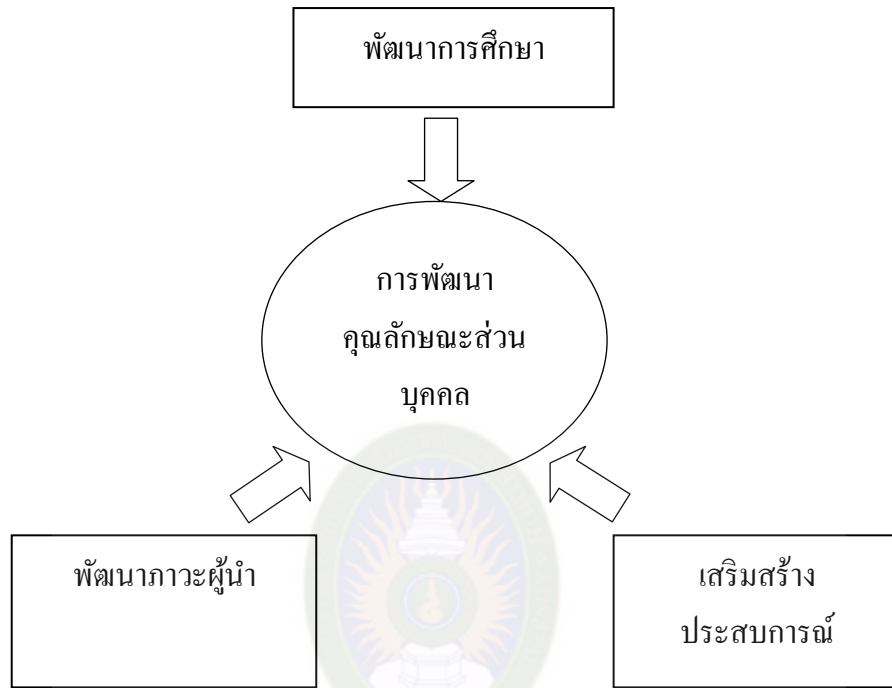 พัฒนาการศึกษา
การพัฒนา
คุณลักษณะส่วน
บุคคล
พัฒนาภาวะผู้นำ
เสริมสร้าง
ประสบการณ์